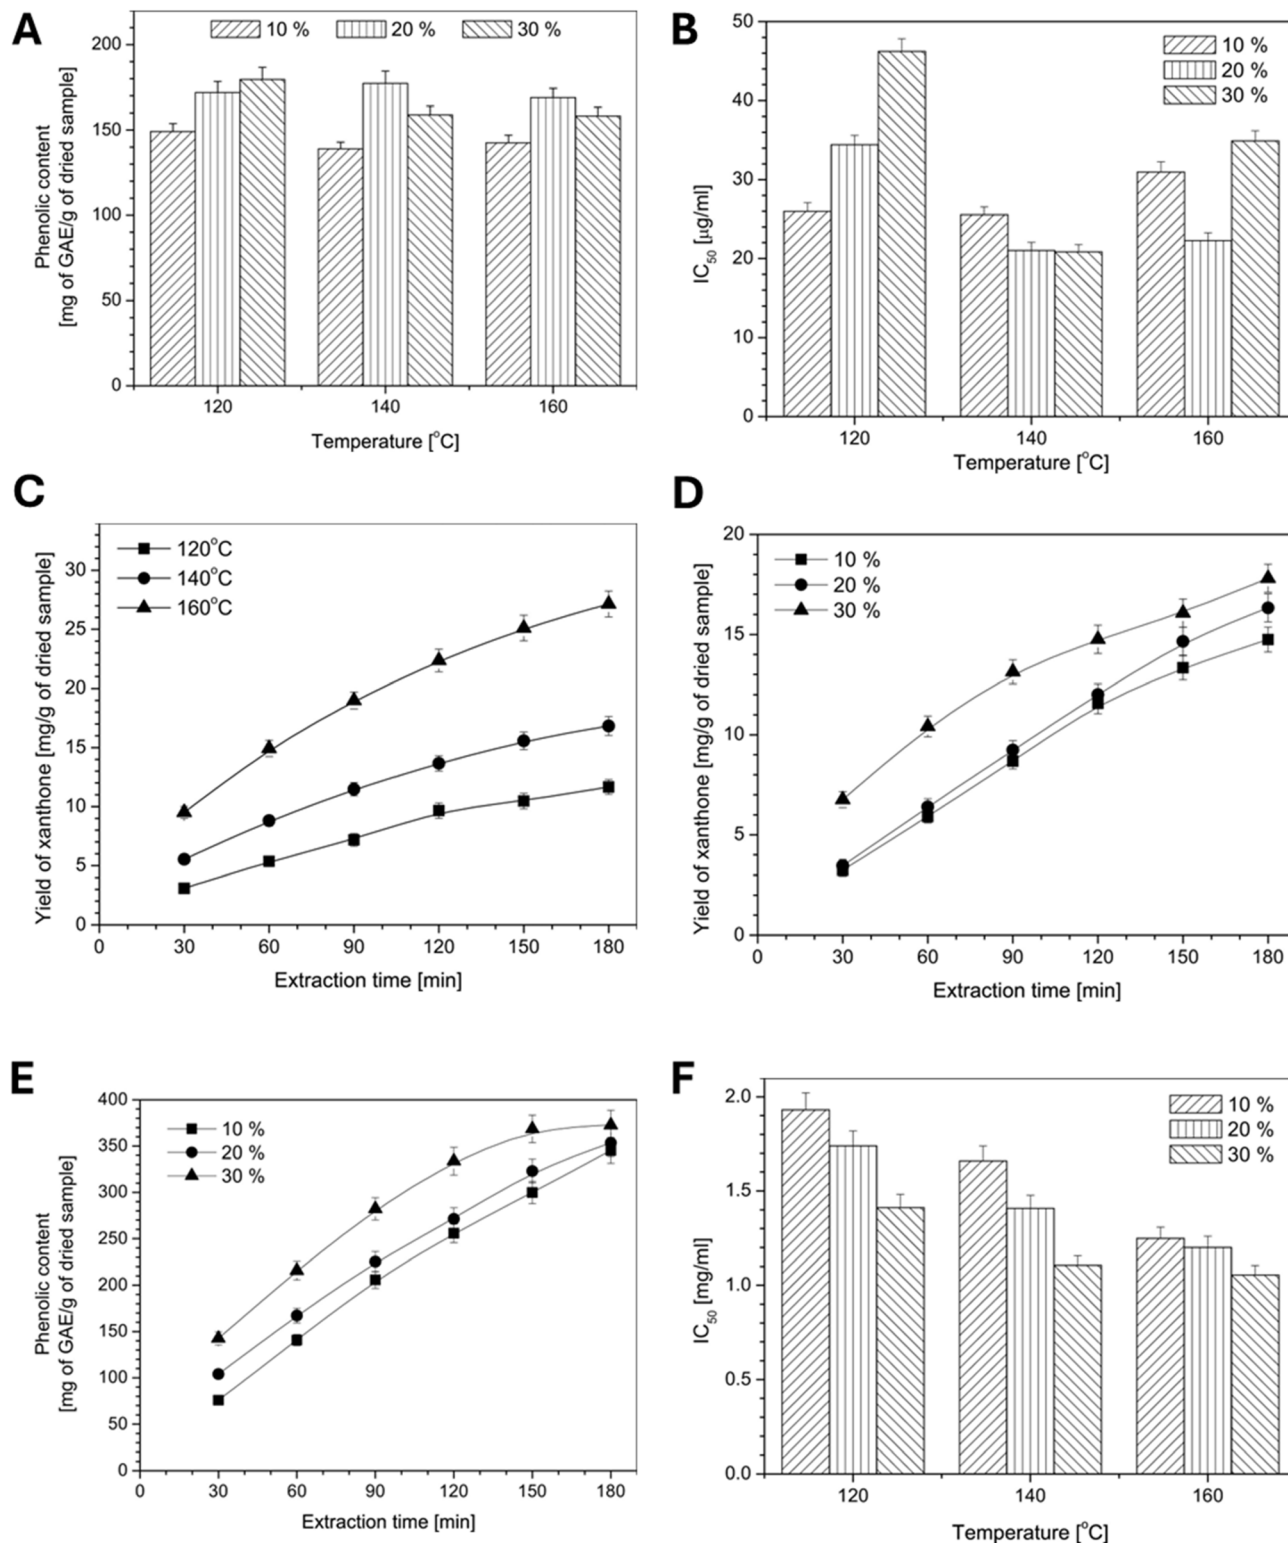 A
10 %
20 %
30 %
Phenolic content
[mg of GAE/g of dried sample]
200
150
100
50
0
120
140
160
Temperature [°C]
B
10 %
20 %
30 %
IC50 [µg/ml]
50
40
30
20
10
0
120
140
160
Temperature [°C]
C
120°C
140°C
160°C
Yield of xanthone [mg/g of dried sample]
30
25
20
15
10
5
0
0 30 60 90 120 150 180
Extraction time [min]
D
10 %
20 %
30 %
Yield of xanthone [mg/g of dried sample]
20
15
10
5
0
0 30 60 90 120 150 180
Extraction time [min]
E
10 %
20 %
30 %
Phenolic content
[mg of GAE/g of dried sample]
400
350
300
250
200
150
100
50
0
0 30 60 90 120 150 180
Extraction time [min]
F
10 %
20 %
30 %
IC50 [mg/ml]
2.0
1.5
1.0
0.5
0.0
120
140
160
Temperature [°C]